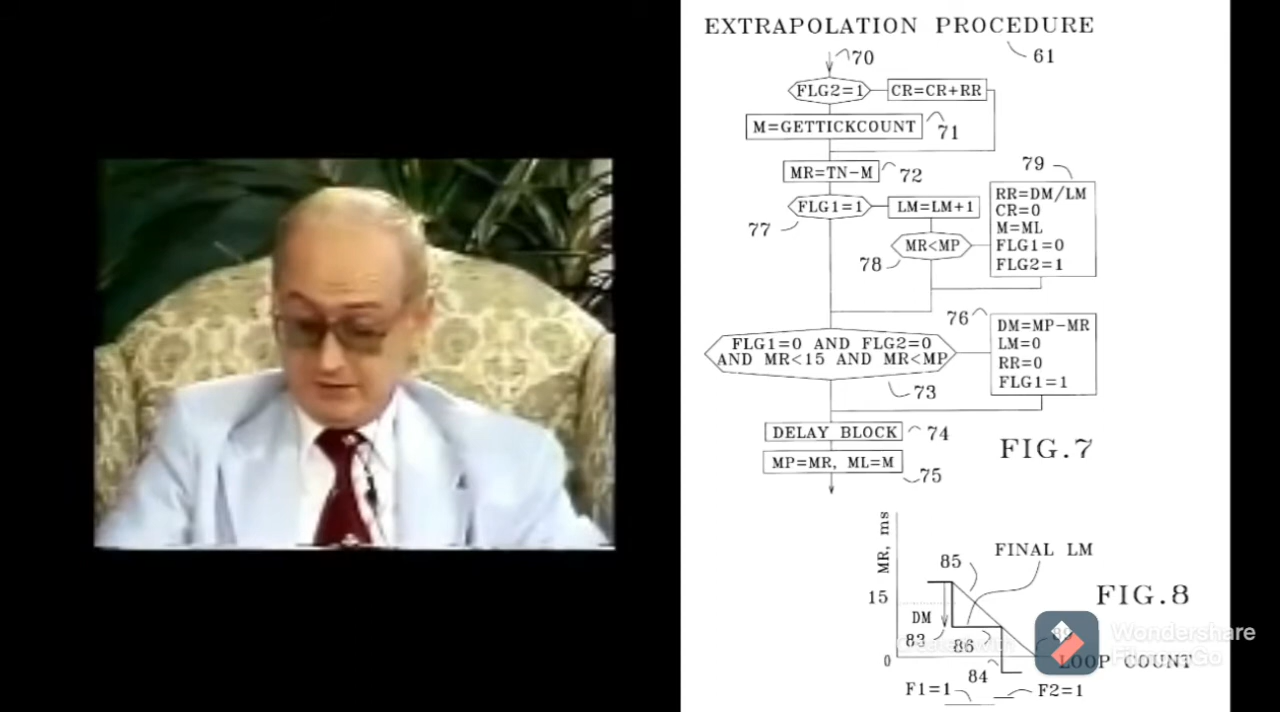 EXTRAPOLATION PROCEDURE
61
70
FLG2=1
CR=CR+RR
M=GETTICKCOUNT
71
MR=TN-M
72
79
RR=DM/LM
CR=0
M=ML
FLG1=0
FLG2=1
FLG1=1
LM=LM+1
77
MR<MP
78
76
DM=MP-MR
LM=0
RR=0
FLG1=1
FLG1=0 AND FLG2=0
AND MR<15 AND MR<MP
73
DELAY BLOCK
74
FIG.7
MP=MR, ML=M
75
MR, ms
FINAL LM
85
15
FIG.8
DM
83
86
Wondershare
0
LOOP COUNT
84
F1=1
F2=1